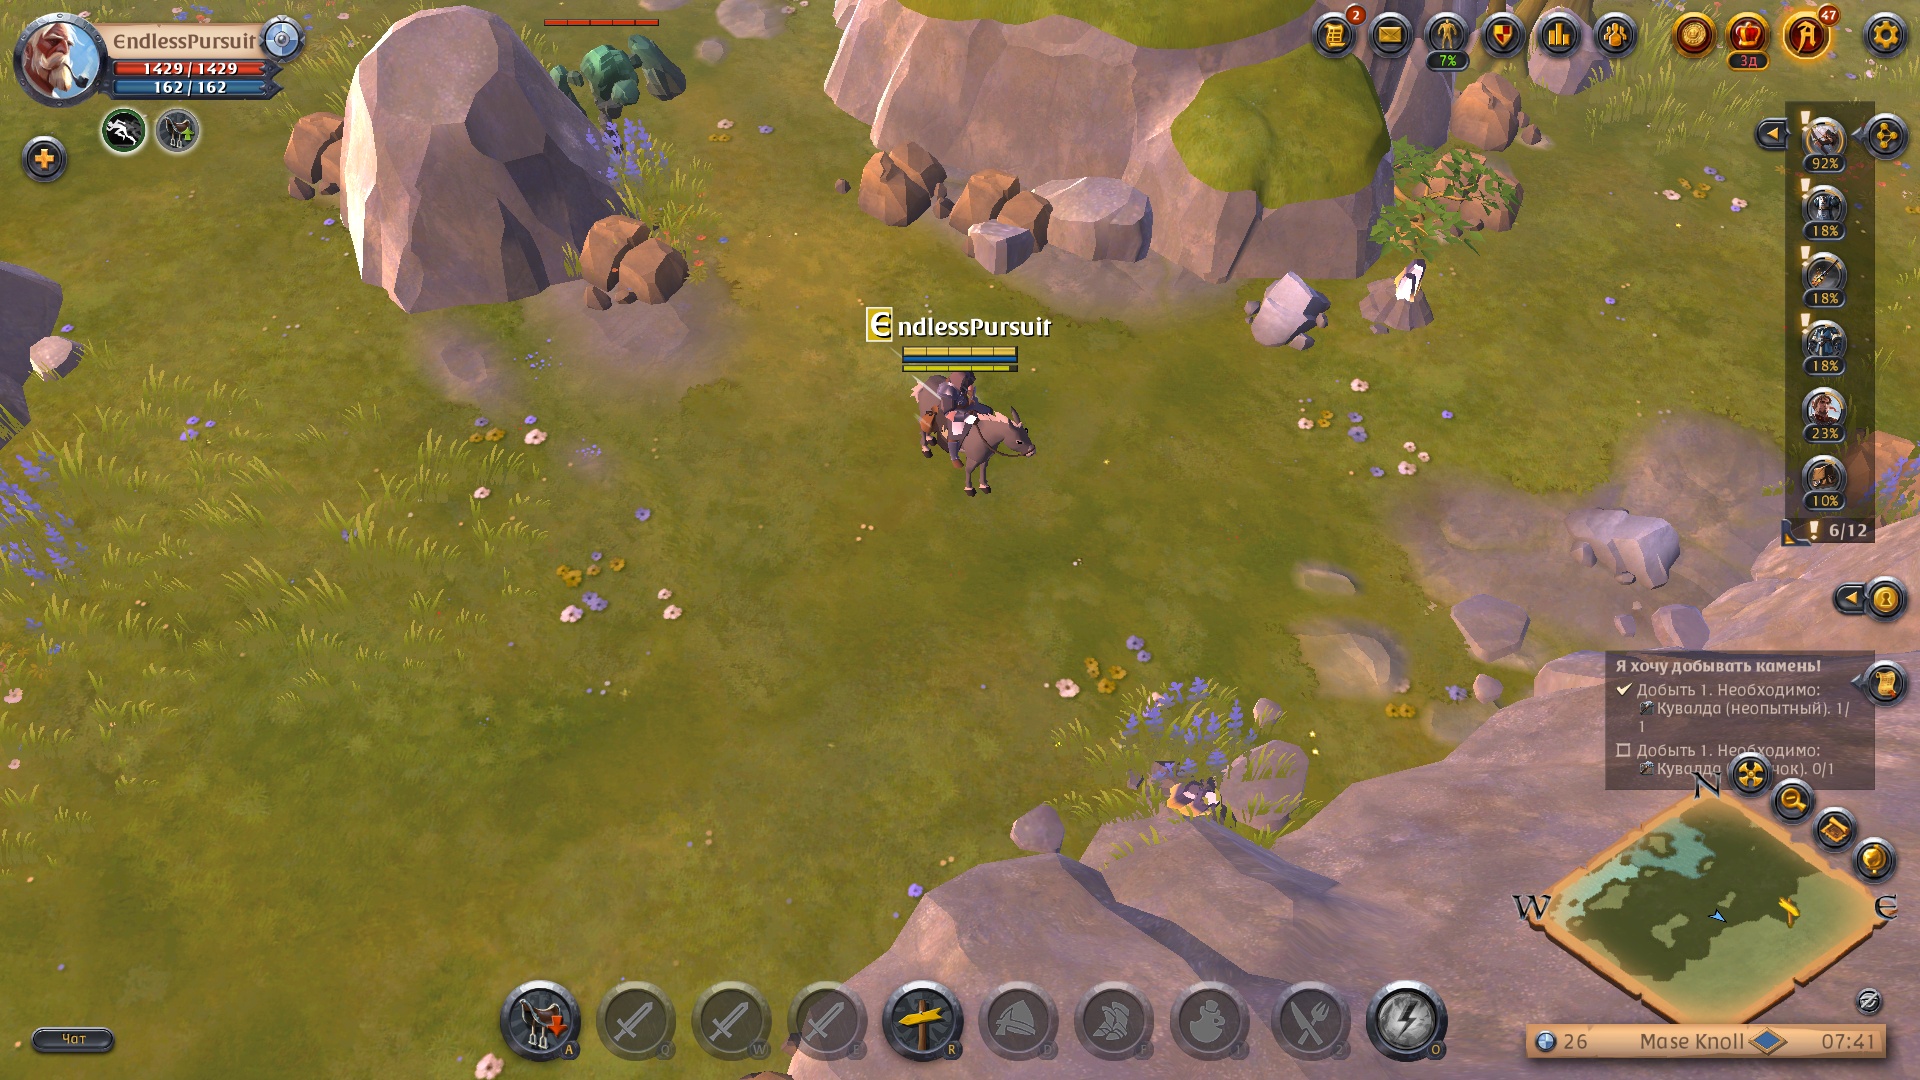 EndlessPursuit
1429 / 1429
162 / 162
2
7%
3д
47
92%
18%
18%
18%
23%
10%
6/12
EndlessPursuit
Я хочу добывать камень!
Добыть 1. Необходимо:
Кувалда (неопытный). 1/
1
Добыть 1. Необходимо:
Кувалда 0/1
N
W
E
Чат
A
Q
W
E
R
D
F
1
2
O
26
Mase Knoll
07:41